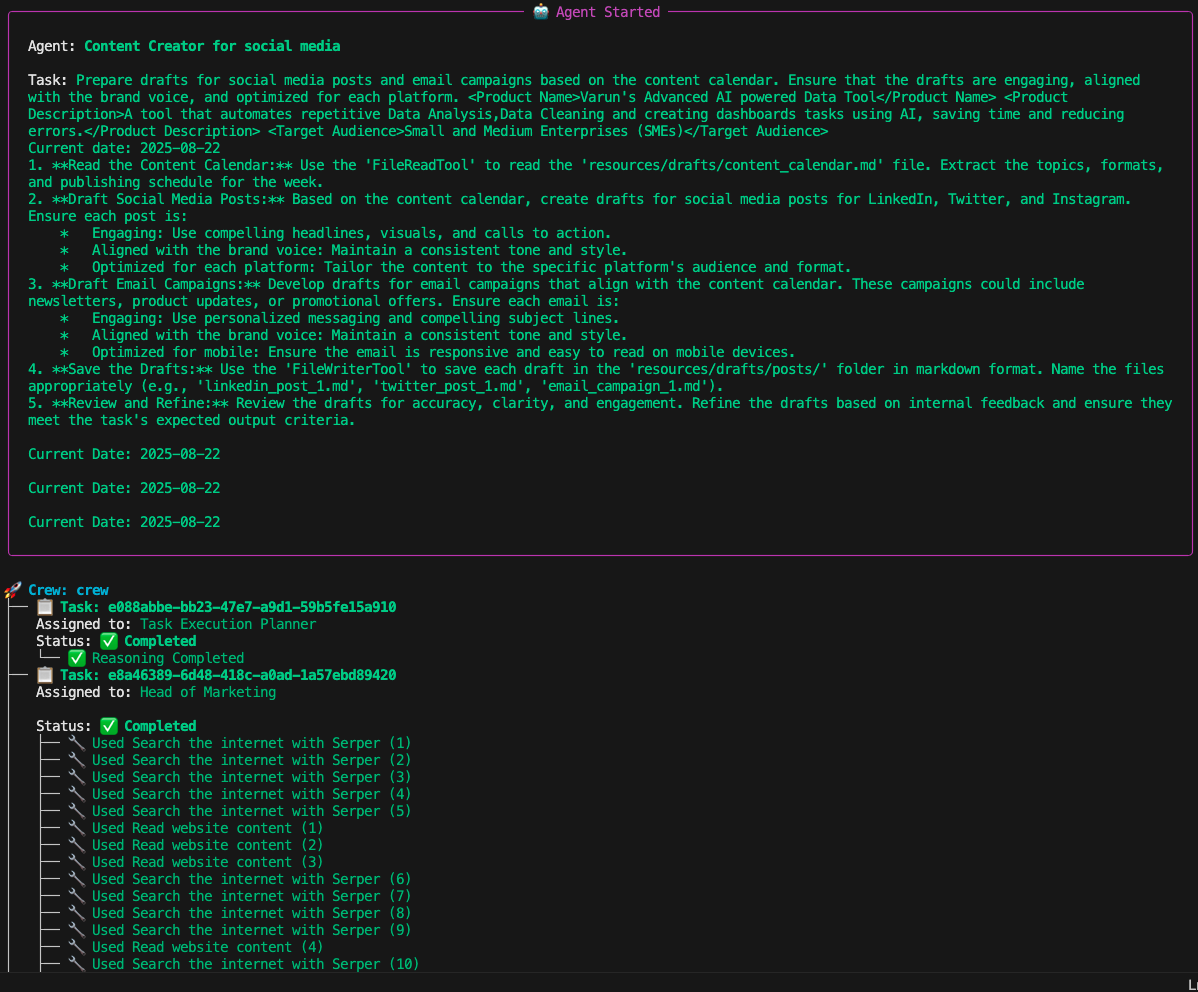 Agent Started
Agent: Content Creator for social media
Task: Prepare drafts for social media posts and email campaigns based on the content calendar. Ensure that the drafts are engaging, aligned
with the brand voice, and optimized for each platform. <Product Name>Varun's Advanced AI powered Data Tool</Product Name> <Product
Description>A tool that automates repetitive Data Analysis,Data Cleaning and creating dashboards tasks using AI, saving time and reducing
errors.</Product Description> <Target Audience>Small and Medium Enterprises (SMEs)</Target Audience>
Current date: 2025-08-22
1. **Read the Content Calendar:** Use the 'FileReadTool' to read the 'resources/drafts/content_calendar.md' file. Extract the topics, formats,
and publishing schedule for the week.
2. **Draft Social Media Posts:** Based on the content calendar, create drafts for social media posts for LinkedIn, Twitter, and Instagram.
Ensure each post is:
* Engaging: Use compelling headlines, visuals, and calls to action.
* Aligned with the brand voice: Maintain a consistent tone and style.
* Optimized for each platform: Tailor the content to the specific platform's audience and format.
3. **Draft Email Campaigns:** Develop drafts for email campaigns that align with the content calendar. These campaigns could include
newsletters, product updates, or promotional offers. Ensure each email is:
* Engaging: Use personalized messaging and compelling subject lines.
* Aligned with the brand voice: Maintain a consistent tone and style.
* Optimized for mobile: Ensure the email is responsive and easy to read on mobile devices.
4. **Save the Drafts:** Use the 'FileWriterTool' to save each draft in the 'resources/drafts/posts/' folder in markdown format. Name the files
appropriately (e.g., 'linkedin_post_1.md', 'twitter_post_1.md', 'email_campaign_1.md').
5. **Review and Refine:** Review the drafts for accuracy, clarity, and engagement. Refine the drafts based on internal feedback and ensure they
meet the task's expected output criteria.
Current Date: 2025-08-22
Current Date: 2025-08-22
Current Date: 2025-08-22
Crew: crew
Task: e088abbe-bb23-47e7-a9d1-59b5fe15a910
Assigned to: Task Execution Planner
Status: ✅ Completed
✅ Reasoning Completed
Task: e8a46389-6d48-418c-a0ad-1a57ebd89420
Assigned to: Head of Marketing
Status: ✅ Completed
Used Search the internet with Serper (1)
Used Search the internet with Serper (2)
Used Search the internet with Serper (3)
Used Search the internet with Serper (4)
Used Search the internet with Serper (5)
Used Read website content (1)
Used Read website content (2)
Used Read website content (3)
Used Search the internet with Serper (6)
Used Search the internet with Serper (7)
Used Search the internet with Serper (8)
Used Search the internet with Serper (9)
Used Read website content (4)
Used Search the internet with Serper (10)